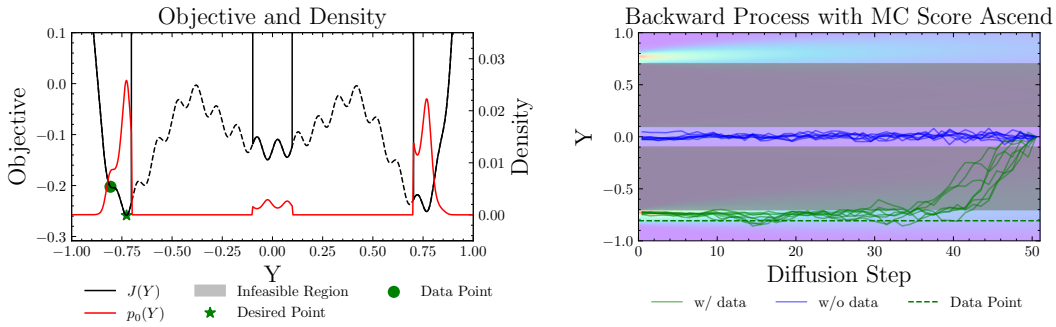 Objective and Density
0.1
0.0
−0.1
−0.2
−0.3
Objective
0.03
0.02
0.01
0.00
Density
−1.00 −0.75 −0.50 −0.25 0.00 0.25 0.50 0.75 1.00
Y
J(Y) Infeasible Region Data Point
p₀(Y) Desired Point
Backward Process with MC Score Ascend
1.0
0.5
0.0
−0.5
−1.0
Y
0 10 20 30 40 50
Diffusion Step
w/ data w/o data Data Point